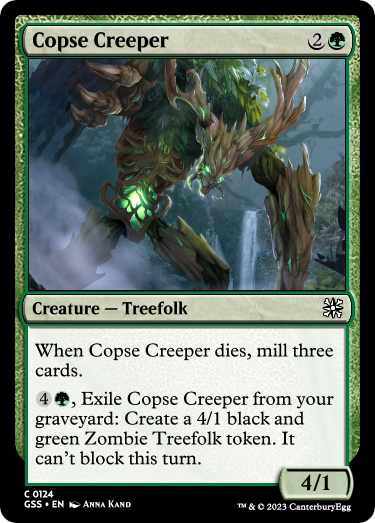 Copse Creeper 2
Creature — Treefolk
When Copse Creeper dies, mill three
cards.
4, Exile Copse Creeper from your
graveyard: Create a 4/1 black and
green Zombie Treefolk token. It
can't block this turn.
4/1
C 0124
GSS • EN Anna Kand
™ & © 2023 CanterburyEgg